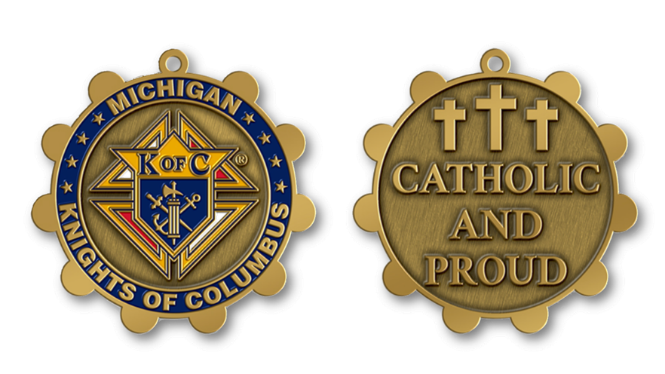 MICHIGAN
K OF C ®
KNIGHTS OF COLUMBUS
CATHOLIC
AND
PROUD